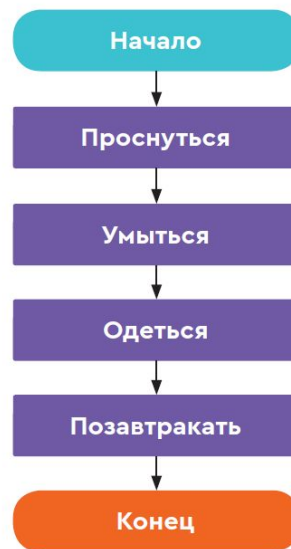 Начало
Проснуться
Умыться
Одеться
Позавтракать
Конец